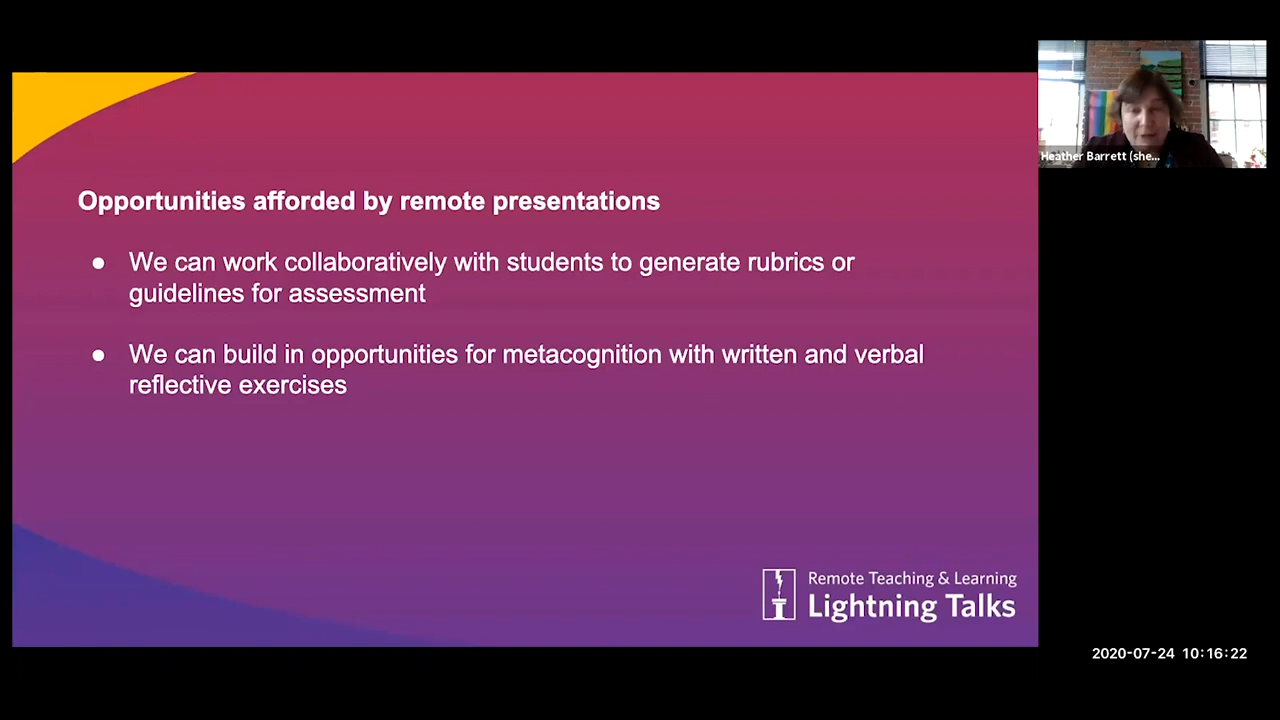 Opportunities afforded by remote presentations
● We can work collaboratively with students to generate rubrics or
guidelines for assessment
● We can build in opportunities for metacognition with written and verbal
reflective exercises
Remote Teaching & Learning
Lightning Talks
Heather Barrett (she...
2020-07-24 10:16:22